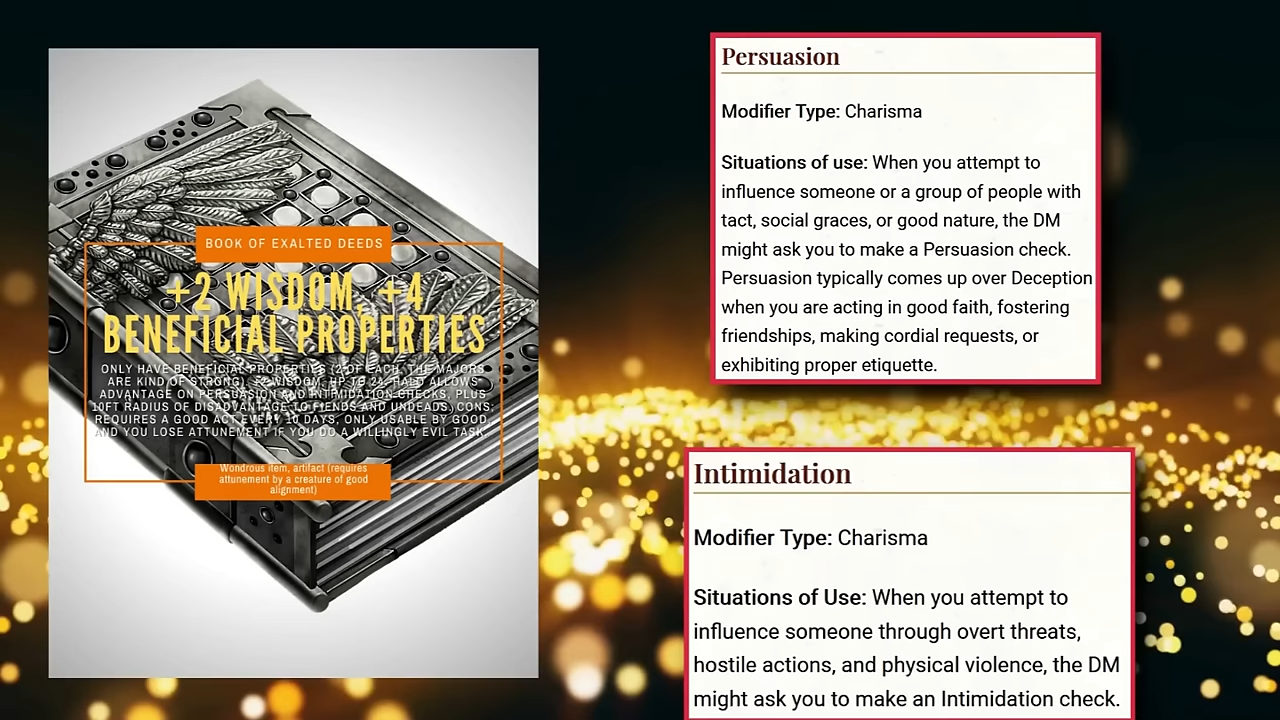 BOOK OF EXALTED DEEDS
+2 WISDOM, +4
BENEFICIAL PROPERTIES
ONLY HAVE BENEFICIAL PROPERTIES (2 OF EACH, THE MAJORS
ARE KIND OF STRONG). +2 WISDOM, UP TO 24. HALO ALLOWS
ADVANTAGE ON PERSUASION AND INTIMIDATION CHECKS, PLUS
10FT RADIUS OF DISADVANTAGE TO FIENDS AND UNDEADS. CONS:
REQUIRES A GOOD ACT EVERY 10 DAYS, ONLY USABLE BY GOOD,
AND YOU LOSE ATTUNEMENT IF YOU DO A WILLINGLY EVIL TASK.
Wondrous item, artifact (requires
attunement by a creature of good
alignment)
Persuasion
Modifier Type: Charisma
Situations of use: When you attempt to
influence someone or a group of people with
tact, social graces, or good nature, the DM
might ask you to make a Persuasion check.
Persuasion typically comes up over Deception
when you are acting in good faith, fostering
friendships, making cordial requests, or
exhibiting proper etiquette.
Intimidation
Modifier Type: Charisma
Situations of Use: When you attempt to
influence someone through overt threats,
hostile actions, and physical violence, the DM
might ask you to make an Intimidation check.